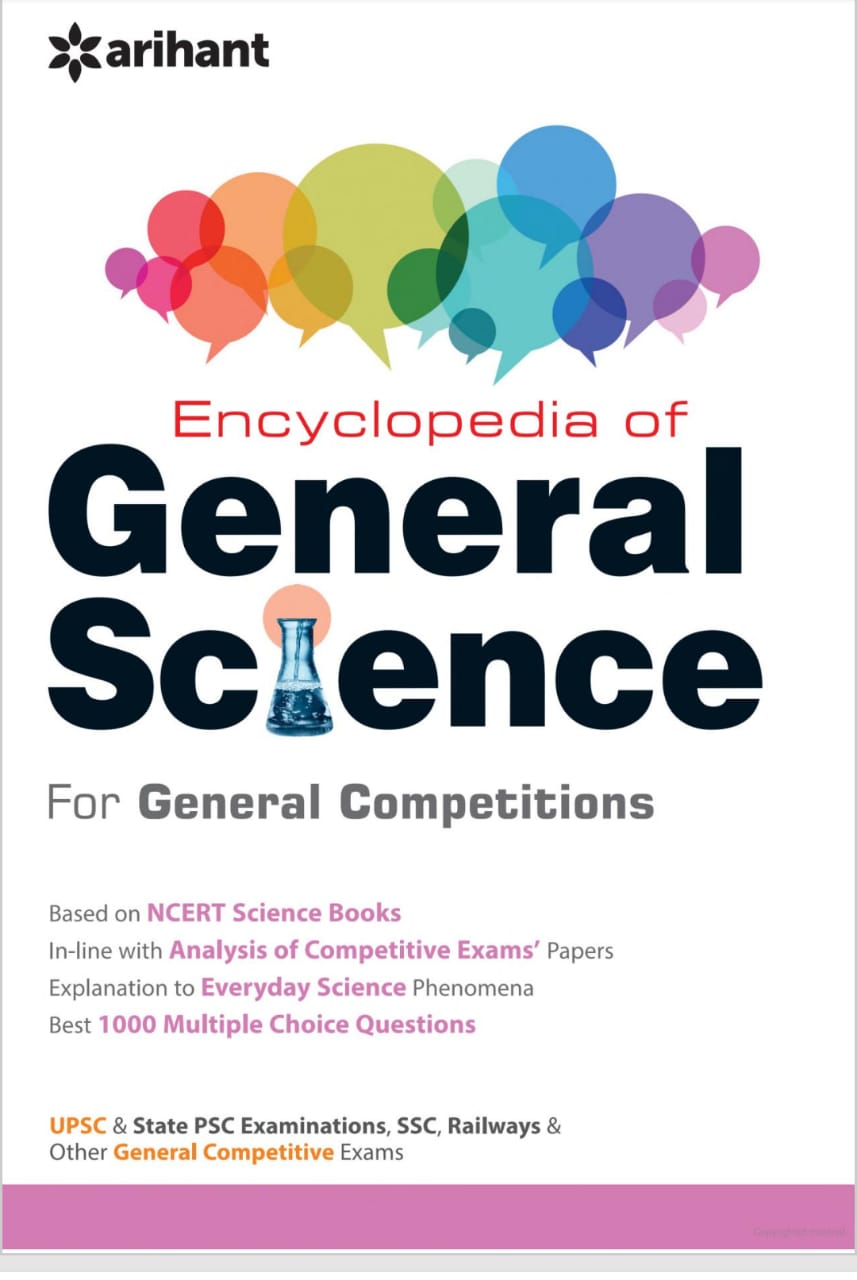 arihant
Encyclopedia of
General
Science
For General Competitions
Based on NCERT Science Books
In-line with Analysis of Competitive Exams’ Papers
Explanation to Everyday Science Phenomena
Best 1000 Multiple Choice Questions
UPSC & State PSC Examinations, SSC, Railways &
Other General Competitive Exams
Copyrighted material